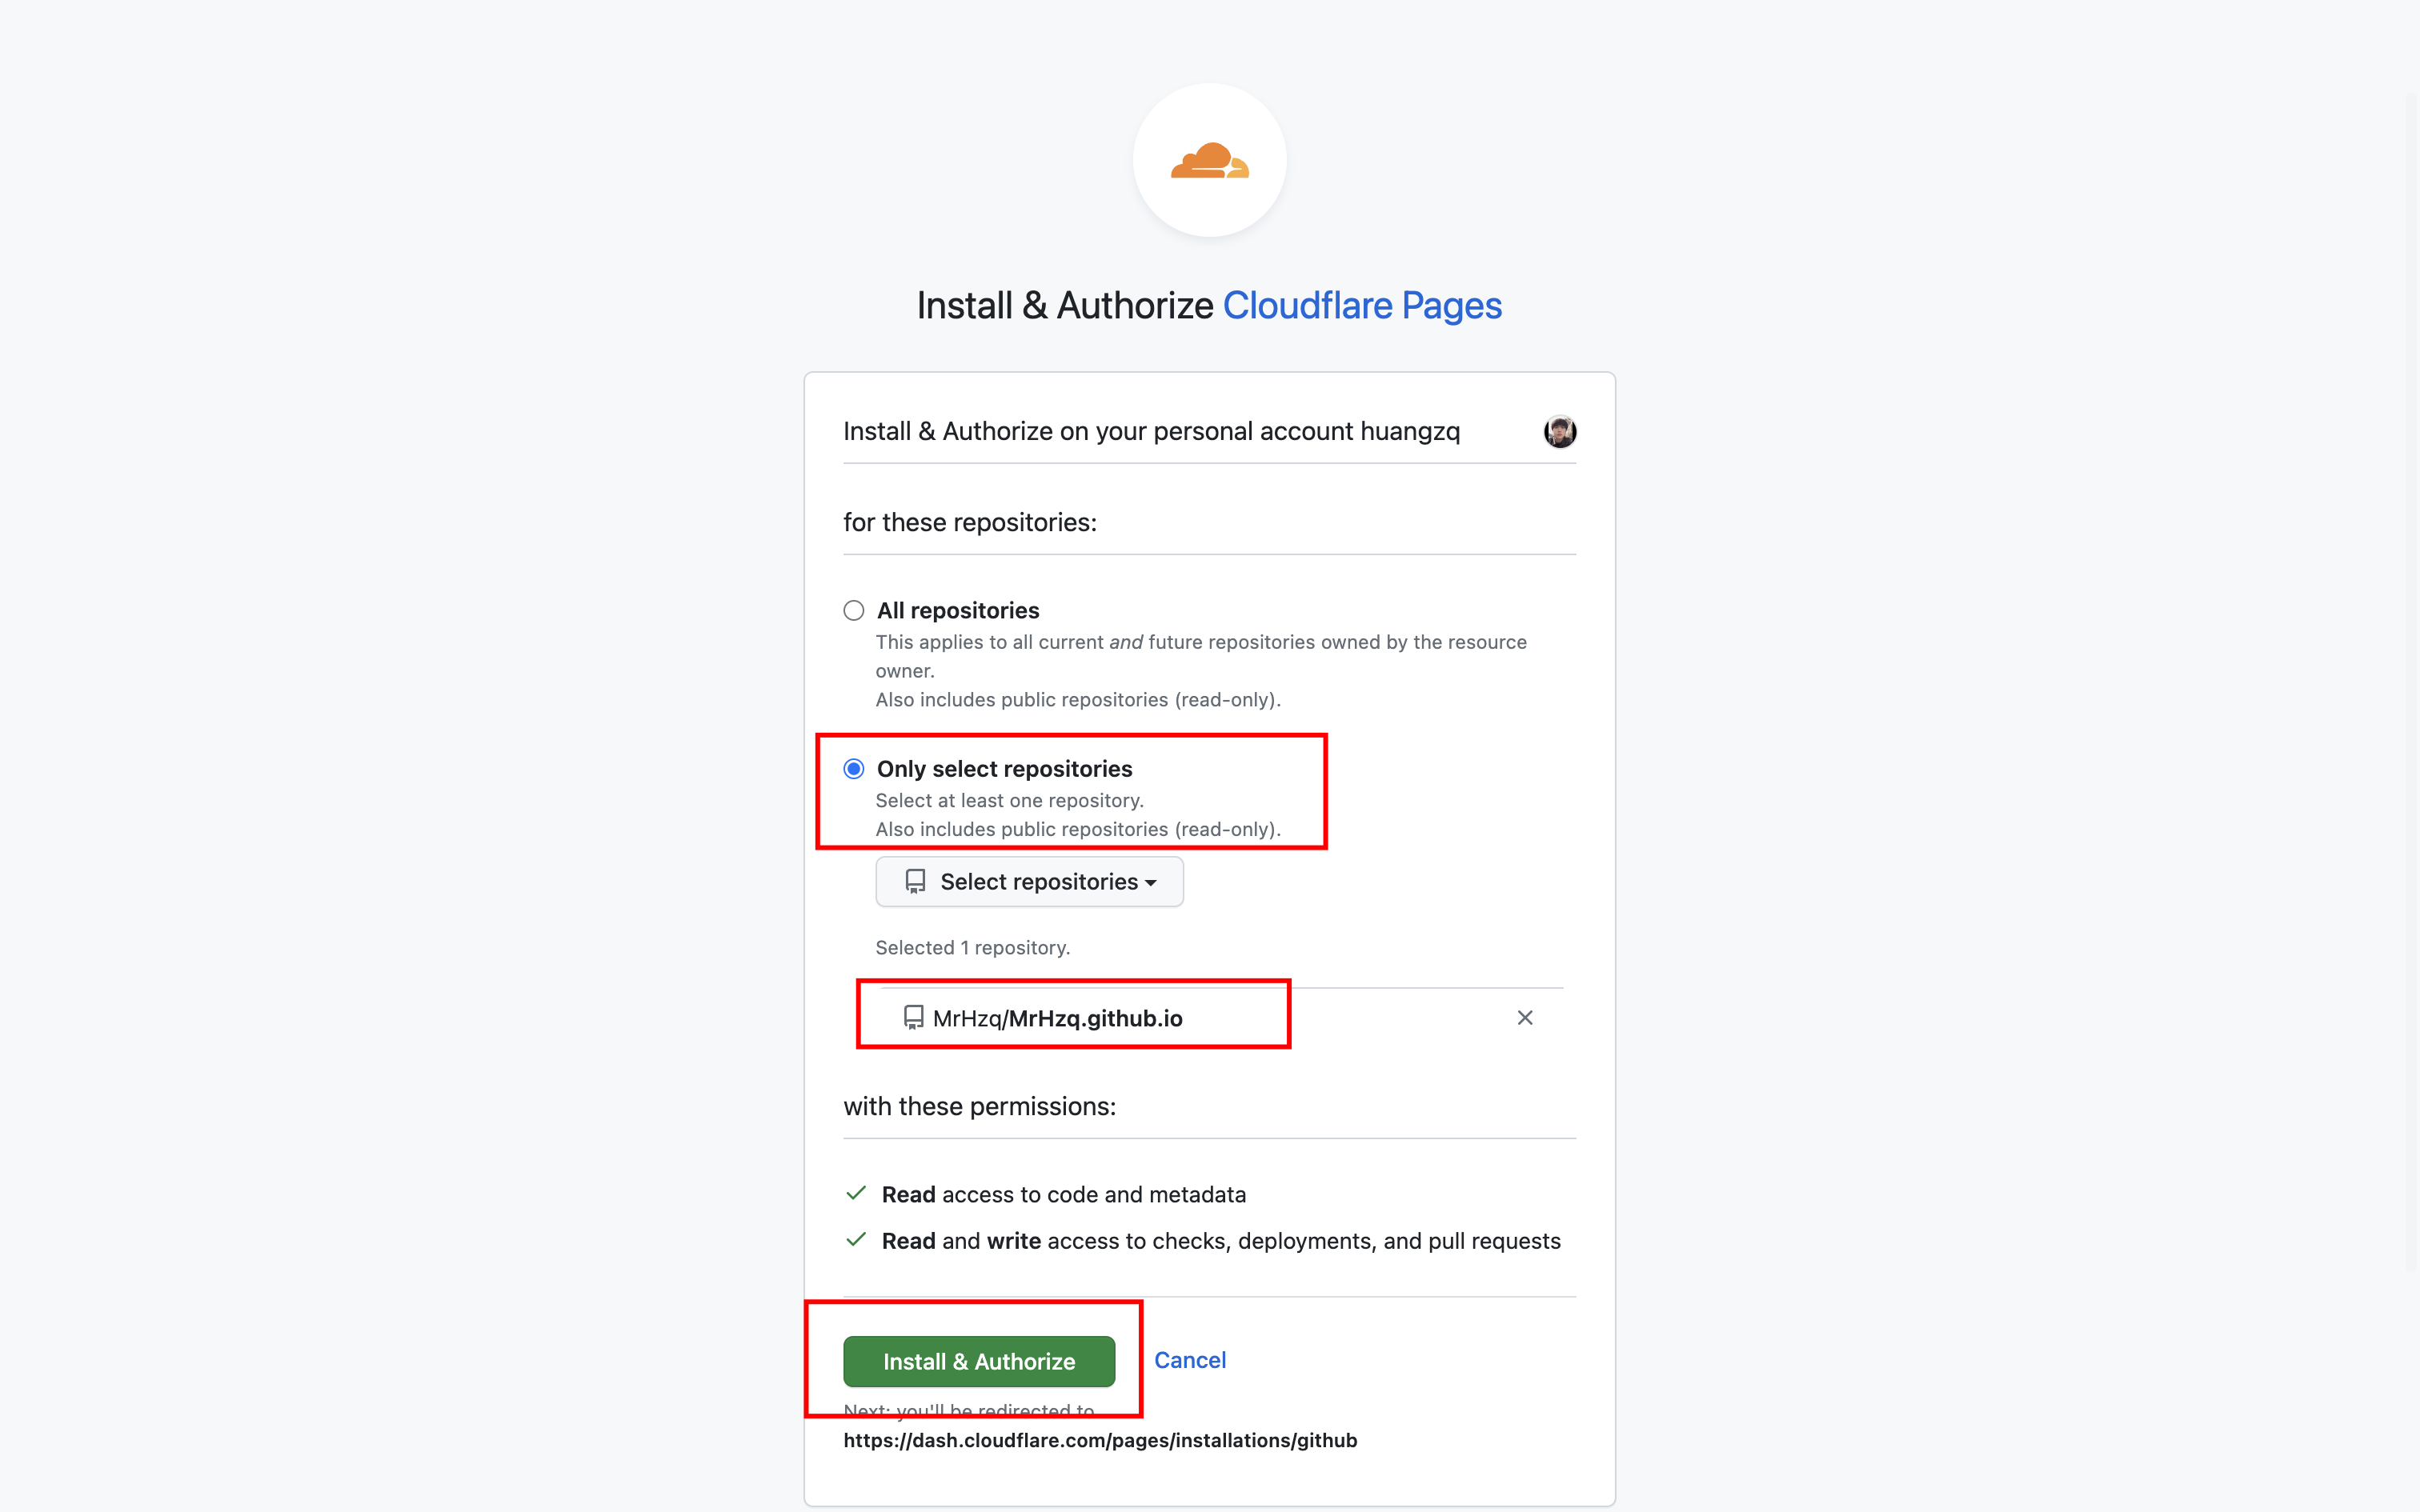 Install & Authorize Cloudflare Pages
Install & Authorize on your personal account huangzq
for these repositories:
All repositories
This applies to all current and future repositories owned by the resource
owner.
Also includes public repositories (read-only).
Only select repositories
Select at least one repository.
Also includes public repositories (read-only).
Select repositories
Selected 1 repository.
MrHzq/MrHzq.github.io
with these permissions:
Read access to code and metadata
Read and write access to checks, deployments, and pull requests
Install & Authorize
Cancel
Next: you'll be redirected to
https://dash.cloudflare.com/pages/installations/github